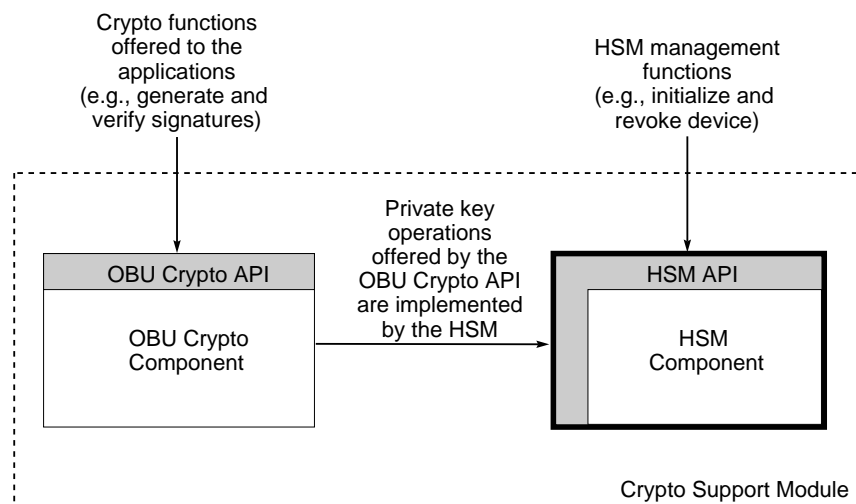 Crypto functions
offered to the
applications
(e.g., generate and
verify signatures)
HSM management
functions
(e.g., initialize and
revoke device)
Private key
operations
offered by the
OBU Crypto API
are implemented
by the HSM
OBU Crypto API
OBU Crypto
Component
HSM API
HSM
Component
Crypto Support Module